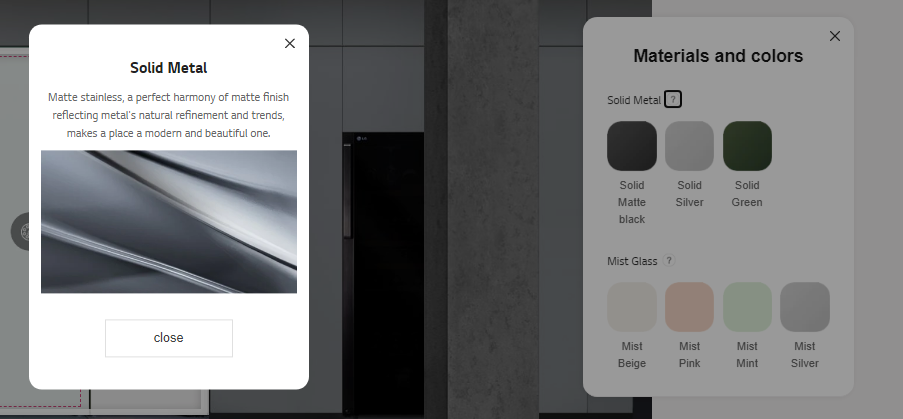 Solid Metal
Matte stainless, a perfect harmony of matte finish
reflecting metal's natural refinement and trends,
makes a place a modern and beautiful one.
close
LG
Materials and colors
Solid Metal ?
Solid Matte black
Solid Silver
Solid Green
Mist Glass ?
Mist Beige
Mist Pink
Mist Mint
Mist Silver